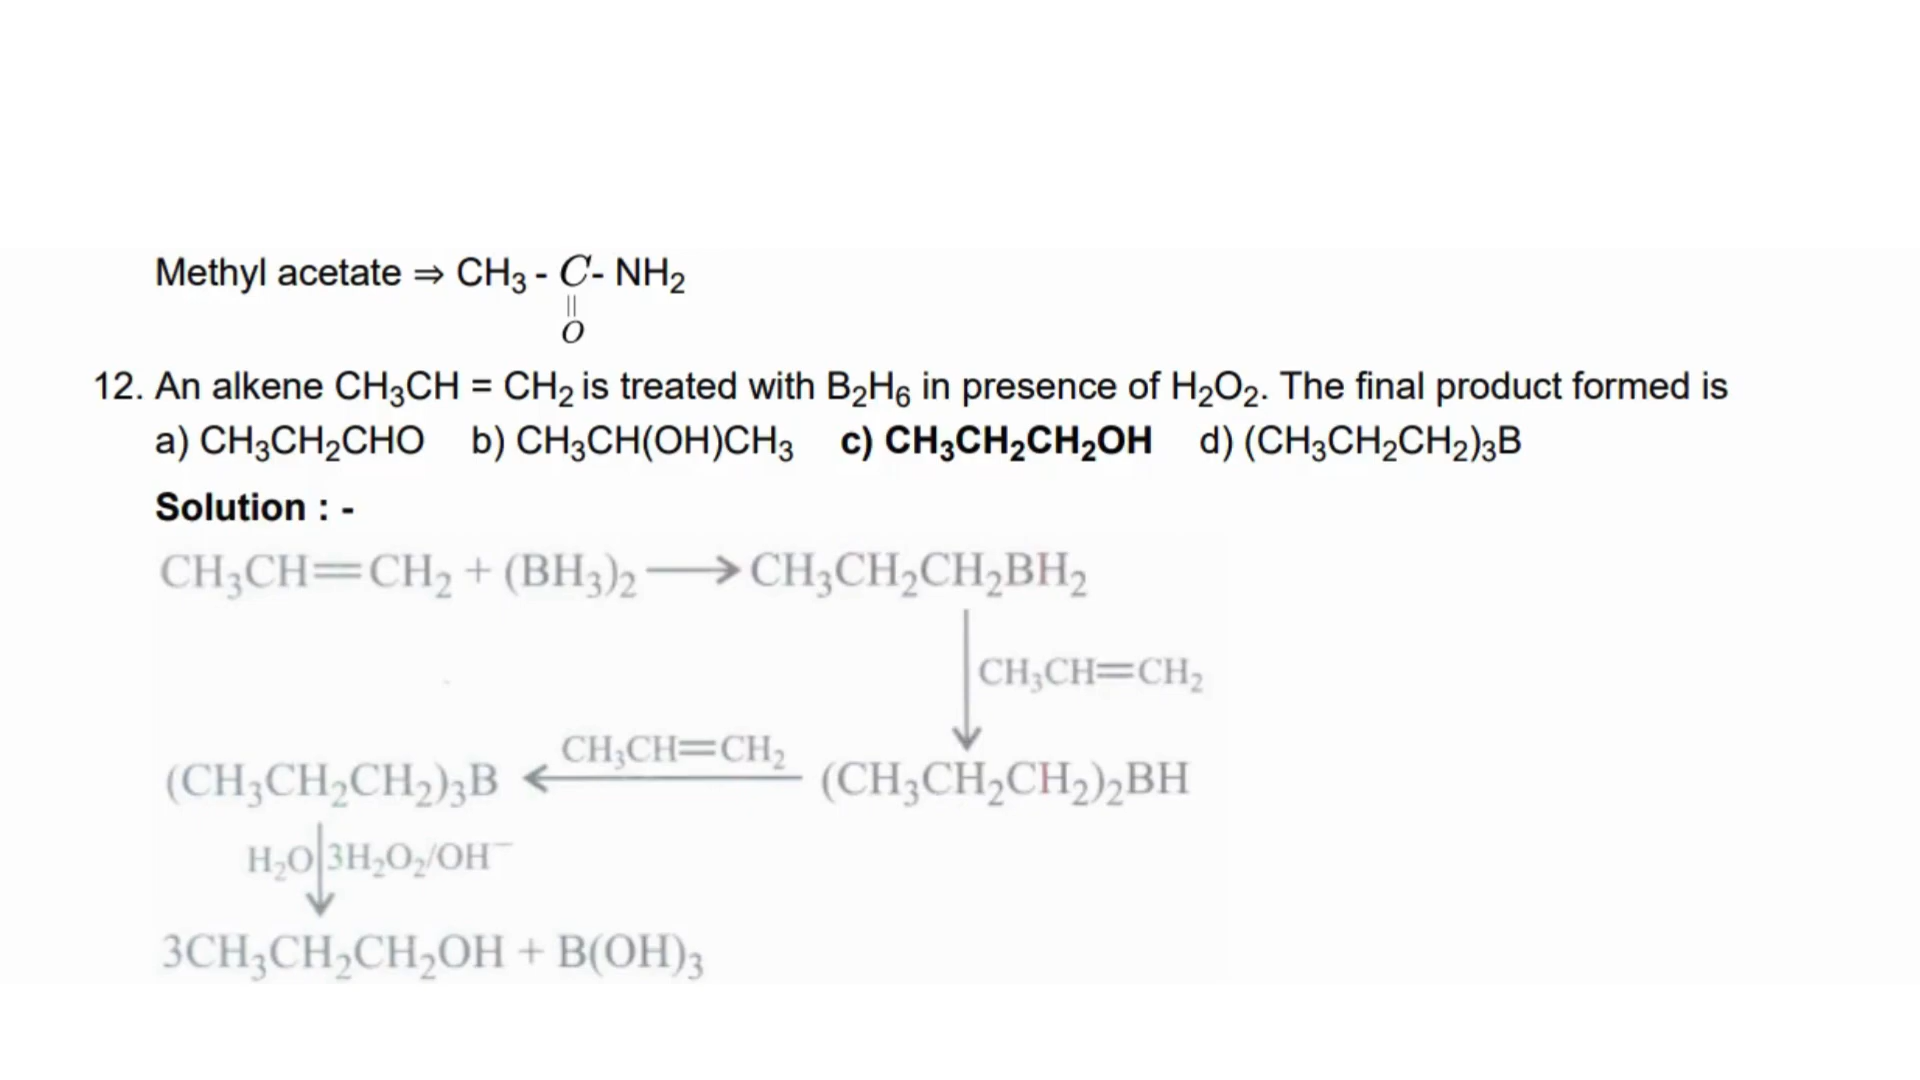 Methyl acetate ⇒ CH₃ - C- NH₂
||
O
12. An alkene CH₃CH = CH₂ is treated with B₂H₆ in presence of H₂O₂. The final product formed is
a) CH₃CH₂CHO b) CH₃CH(OH)CH₃ c) CH₃CH₂CH₂OH d) (CH₃CH₂CH₂)₃B
Solution : -
CH₃CH=CH₂ + (BH₃)₂ ⟶ CH₃CH₂CH₂BH₂
CH₃CH=CH₂
CH₃CH=CH₂
(CH₃CH₂CH₂)₃B ⟵ (CH₃CH₂CH₂)₂BH
H₂O 3H₂O₂/OH⁻
3CH₃CH₂CH₂OH + B(OH)₃